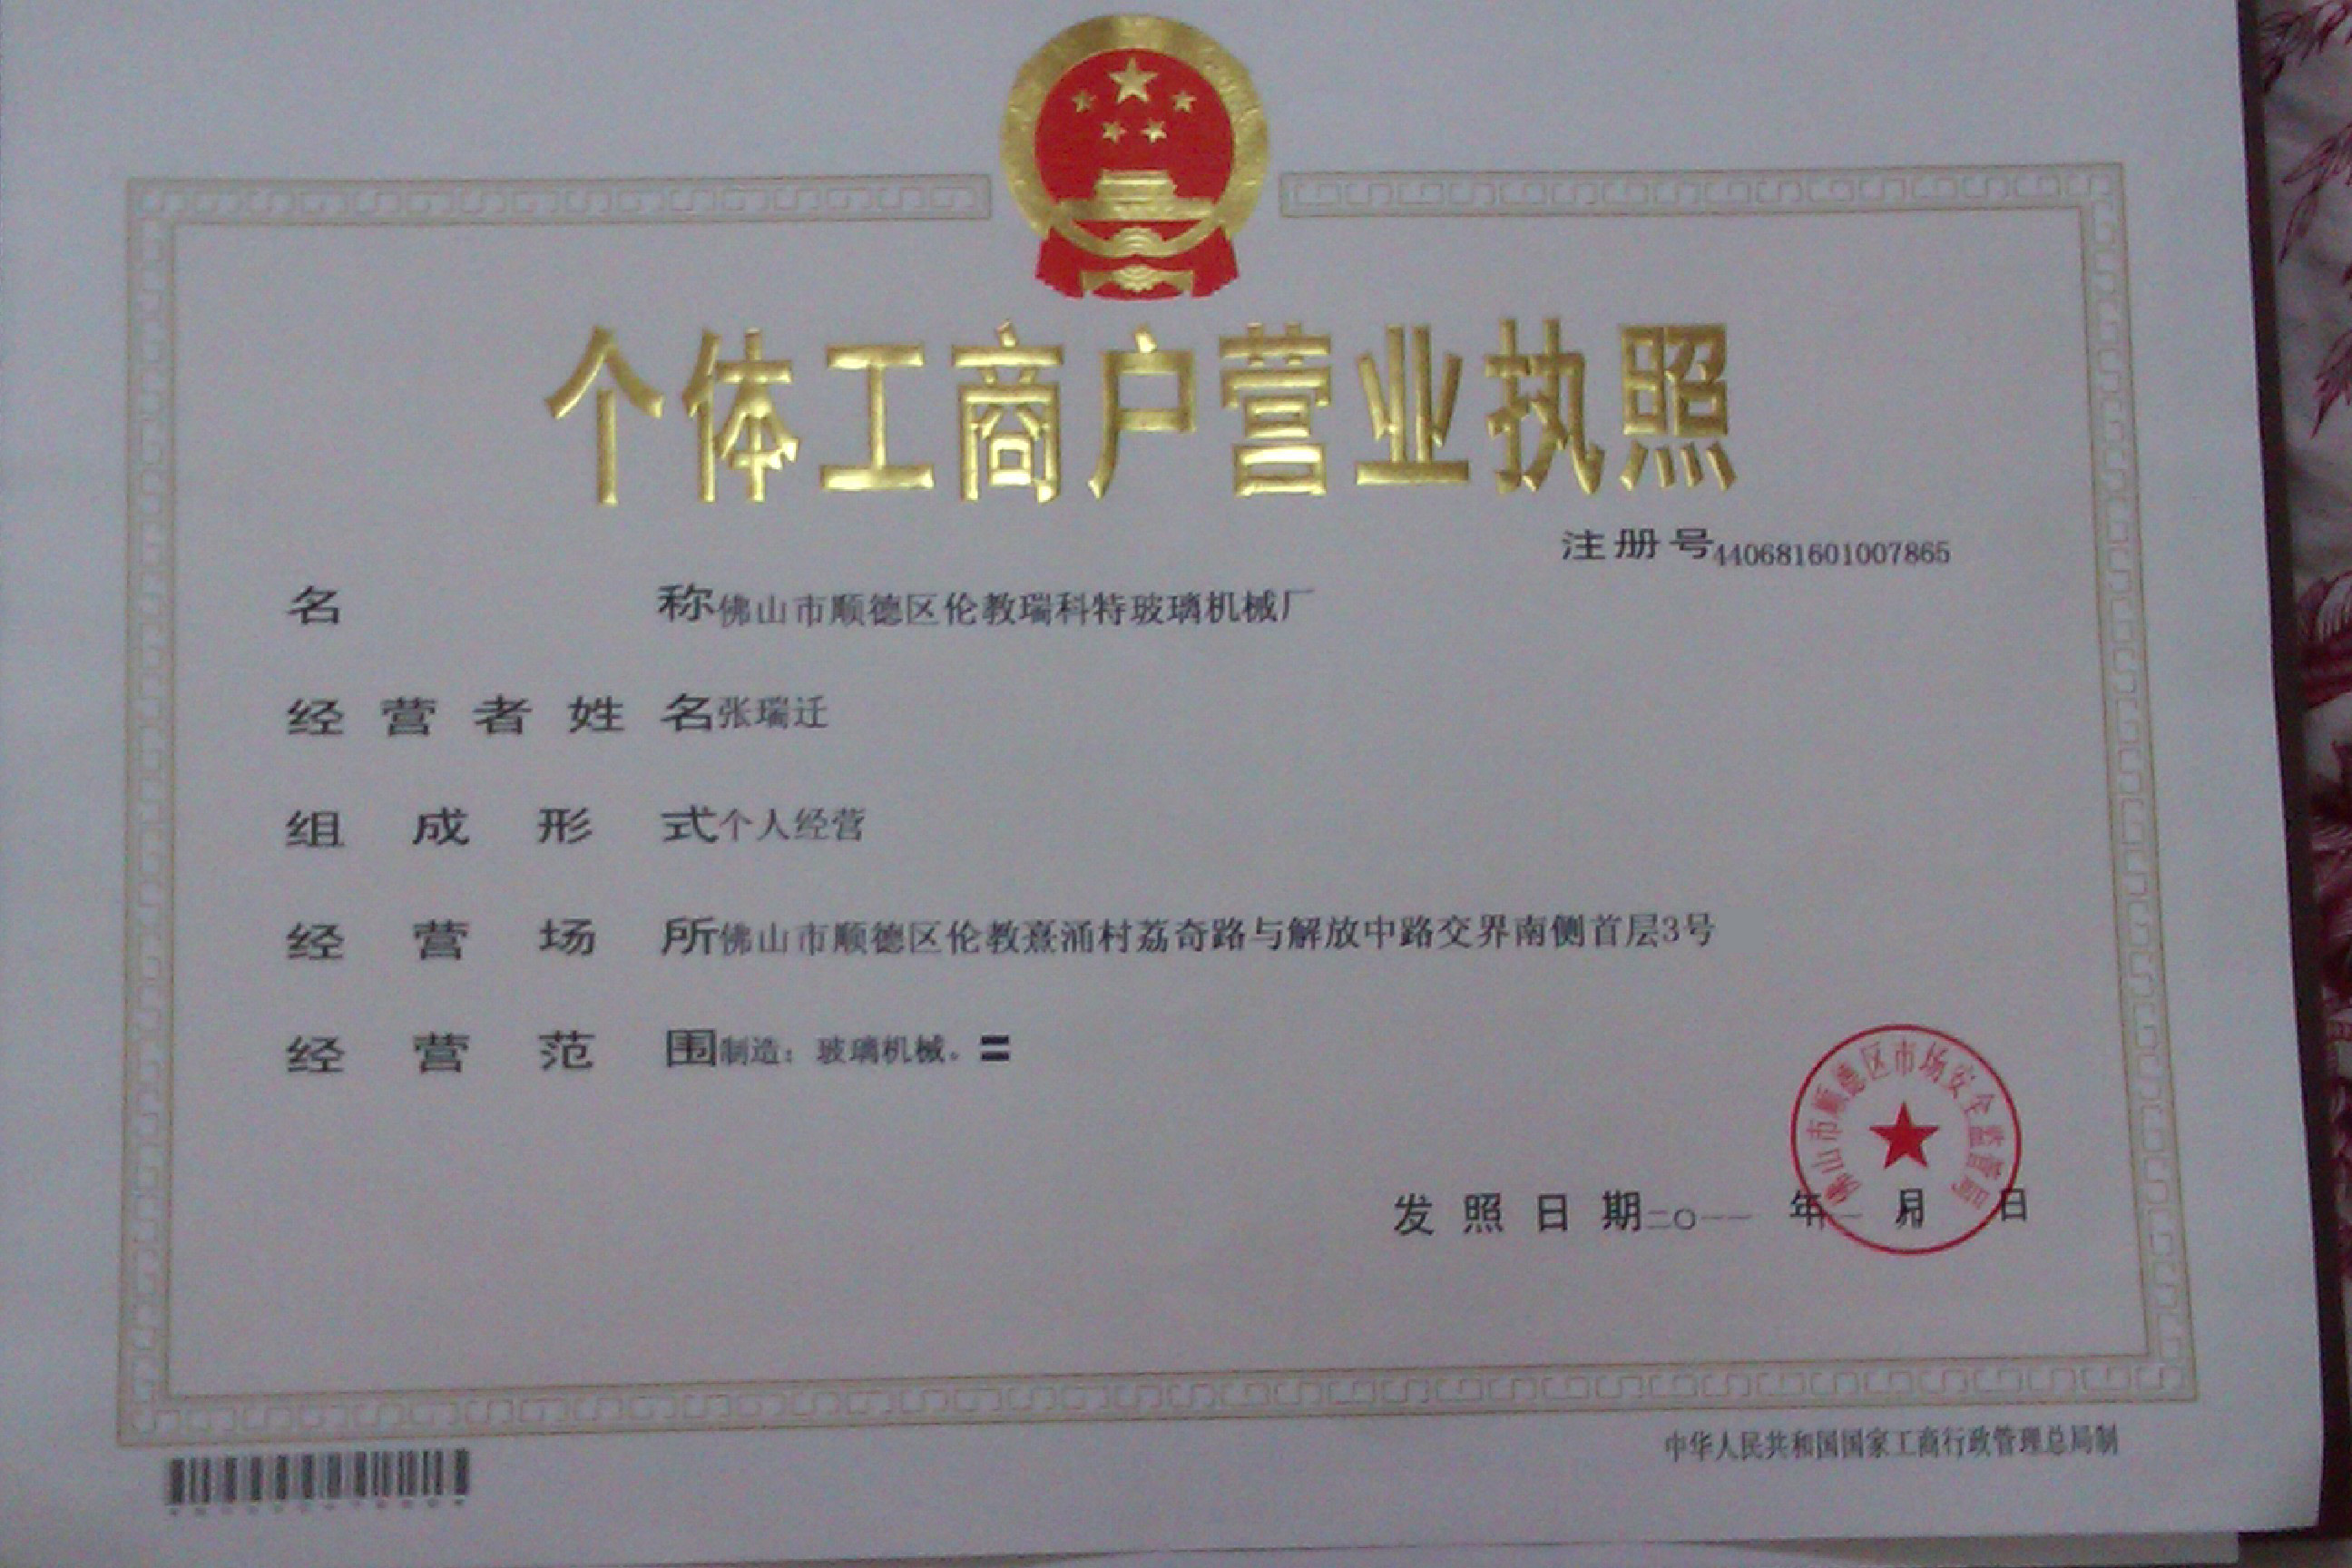 个体工商户营业执照
注册号440681601007865
名称佛山市顺德区伦教瑞科特玻璃机械厂
经营者姓名张瑞迁
组成形式个人经营
经营场所佛山市顺德区伦教熹涌村荔奇路与解放中路交界南侧首层3号
经营范围制造：玻璃机械。〓
佛山市顺德区市场安全监管局
发照日期二〇一一年 月 日
中华人民共和国国家工商行政管理总局制